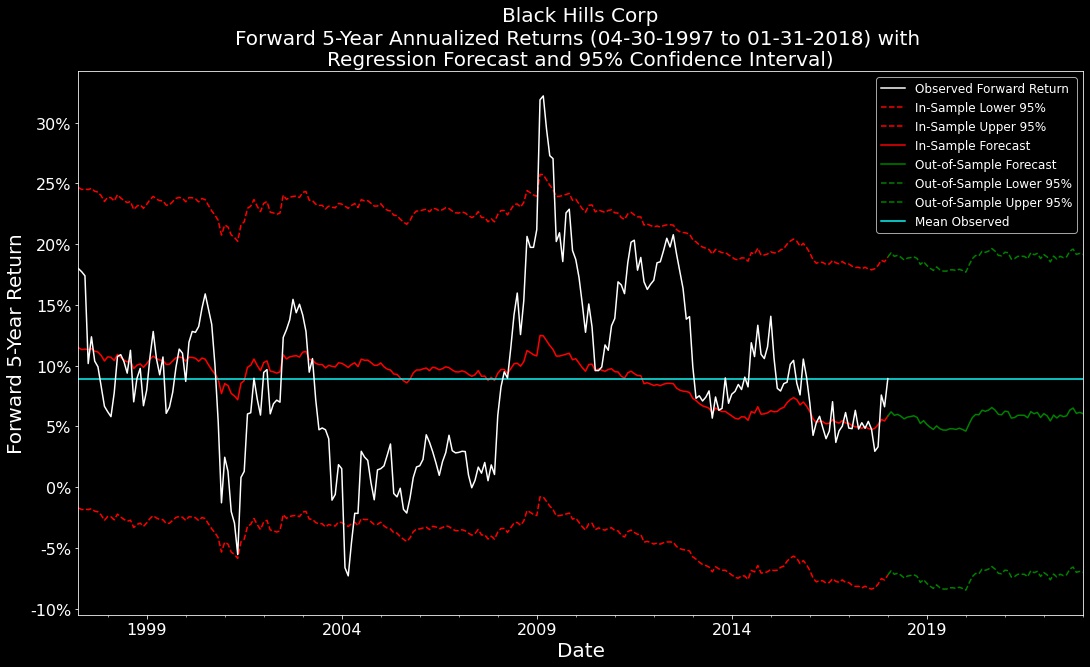 Black Hills Corp
Forward 5-Year Annualized Returns (04-30-1997 to 01-31-2018) with
Regression Forecast and 95% Confidence Interval)
Observed Forward Return
In-Sample Lower 95%
In-Sample Upper 95%
In-Sample Forecast
Out-of-Sample Forecast
Out-of-Sample Lower 95%
Out-of-Sample Upper 95%
Mean Observed
Forward 5-Year Return
30%
25%
20%
15%
10%
5%
0%
-5%
-10%
1999
2004
2009
2014
2019
Date